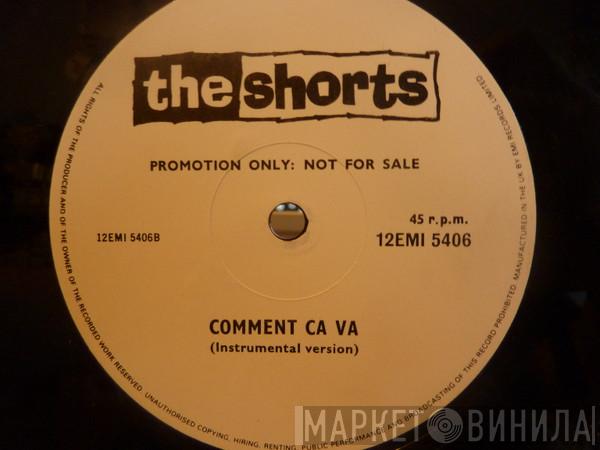 the shorts
PROMOTION ONLY: NOT FOR SALE
45 r.p.m.
12EMI 5406B
12EMI 5406
COMMENT CA VA
(Instrumental version)
ALL RIGHTS OF THE PRODUCER AND OF THE OWNER OF THE RECORDED WORK RESERVED. UNAUTHORISED COPYING, HIRING, RENTING, PUBLIC PERFORMANCE AND BROADCASTING OF THIS RECORD PROHIBITED. MANUFACTURED IN THE UK BY EMI RECORDS LIMITED
МАРКЕТ ВИНИЛА